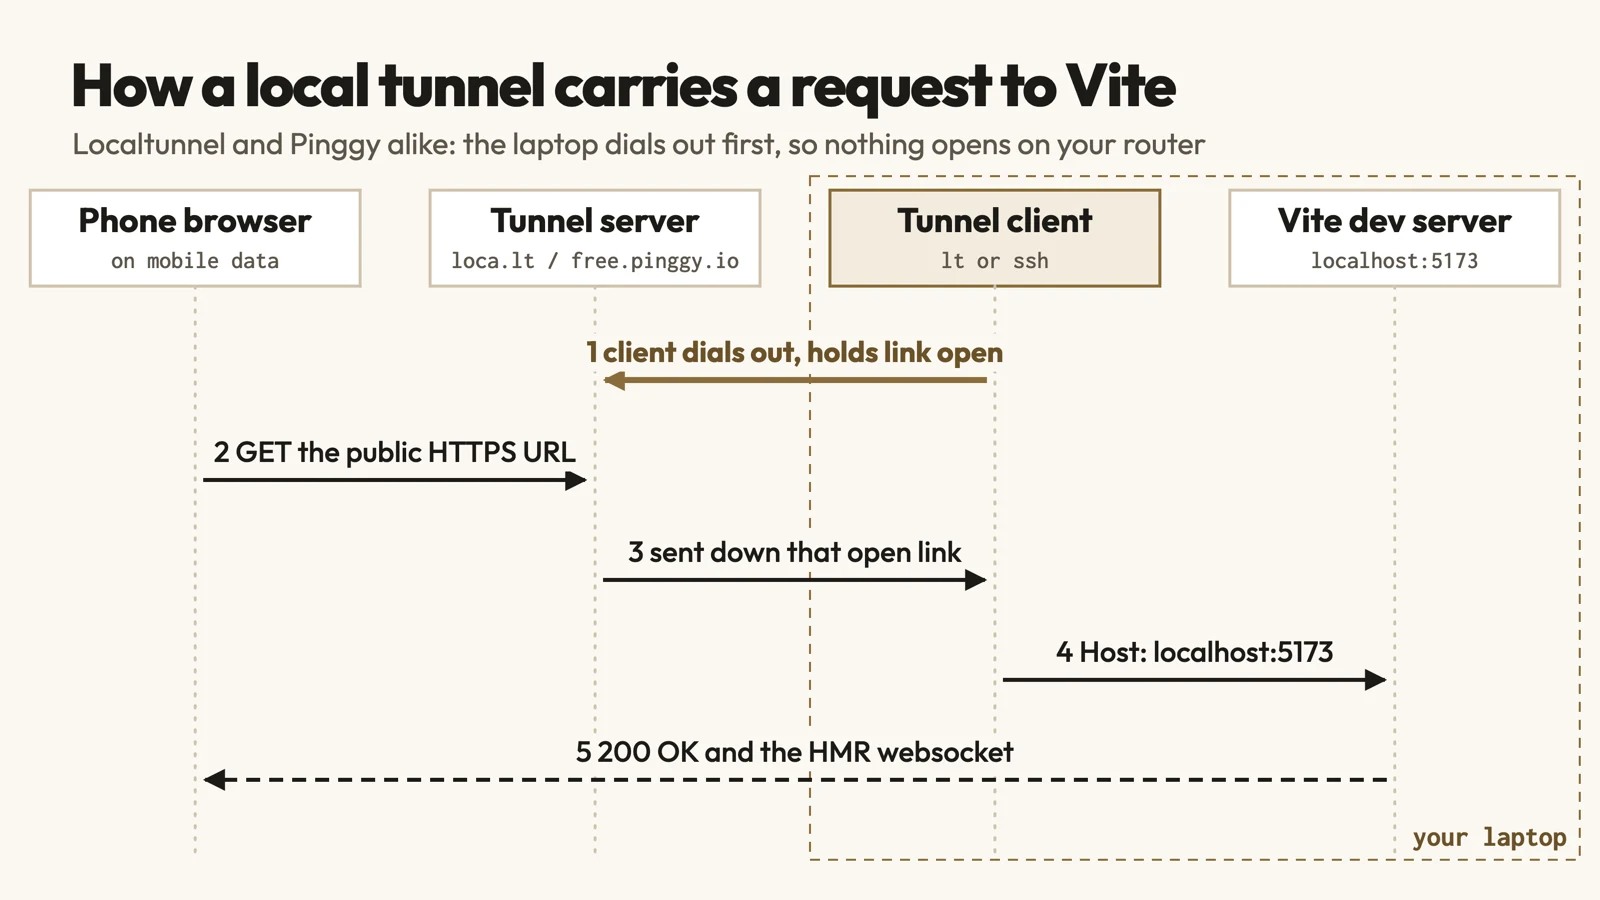 How a local tunnel carries a request to Vite
Localtunnel and Pinggy alike: the laptop dials out first, so nothing opens on your router
Phone browser
on mobile data
Tunnel server
loca.lt / free.pinggy.io
Tunnel client
lt or ssh
Vite dev server
localhost:5173
1 client dials out, holds link open
2 GET the public HTTPS URL
3 sent down that open link
4 Host: localhost:5173
5 200 OK and the HMR websocket
your laptop